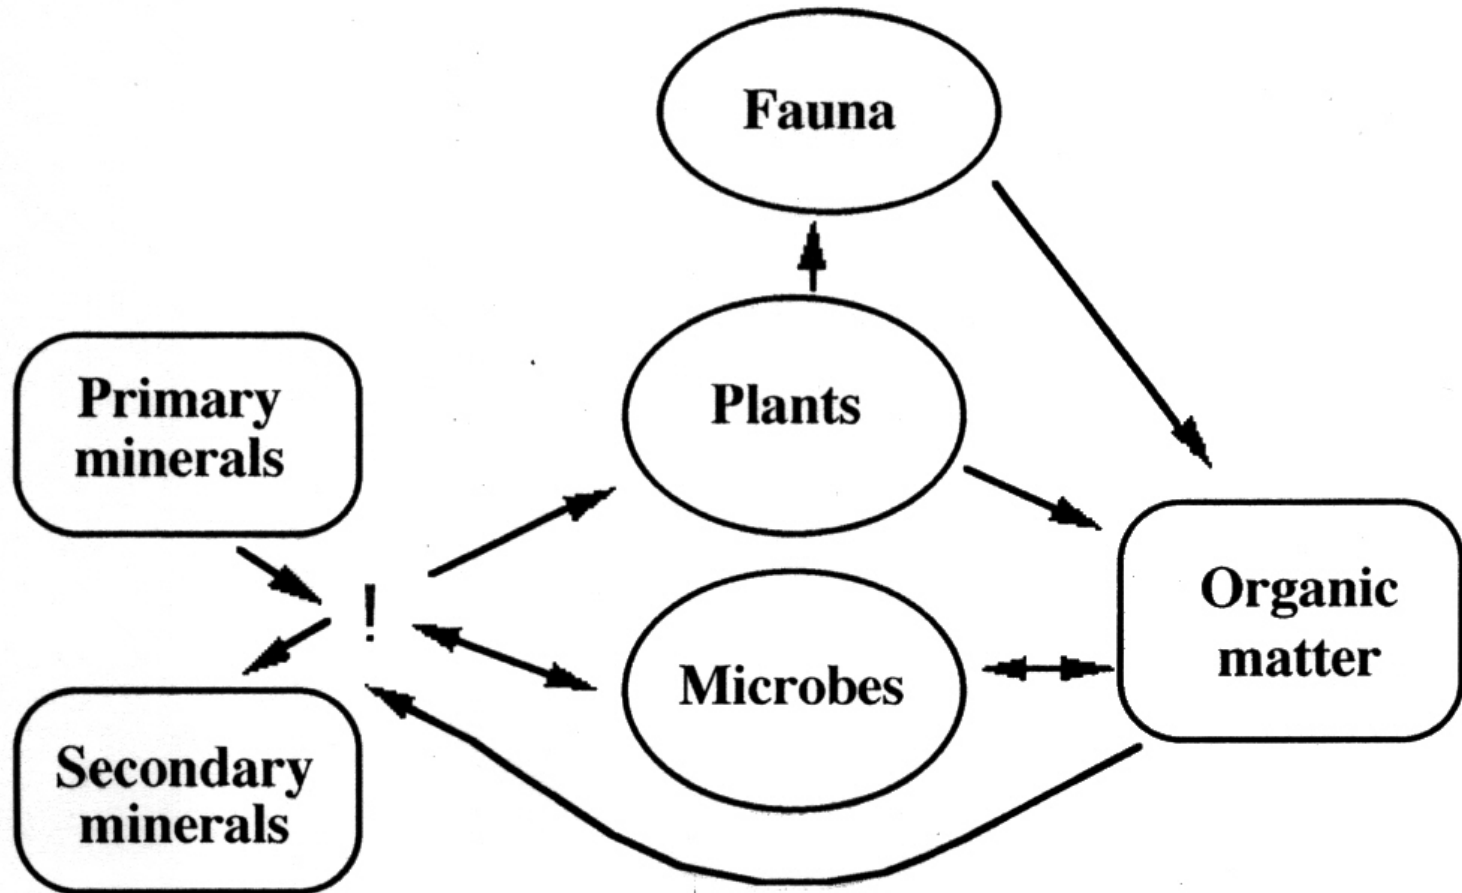 Fauna
Plants
Primary
minerals
!
Organic
matter
Microbes
Secondary
minerals